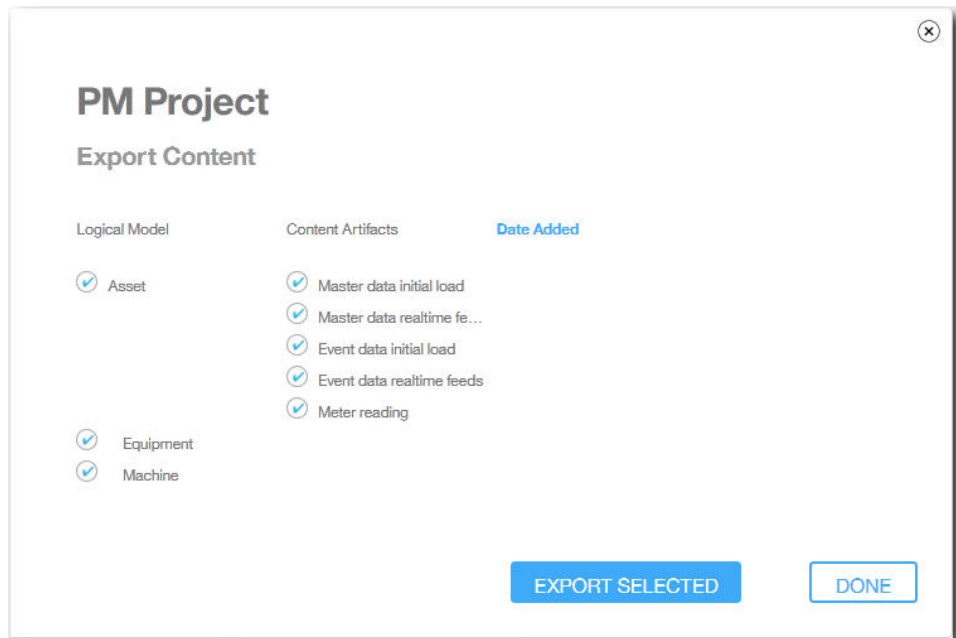 PM Project
Export Content
Logical Model Content Artifacts Date Added
Asset Master data initial load
Master data realtime fe...
Event data initial load
Event data realtime feeds
Meter reading
Equipment
Machine
EXPORT SELECTED DONE